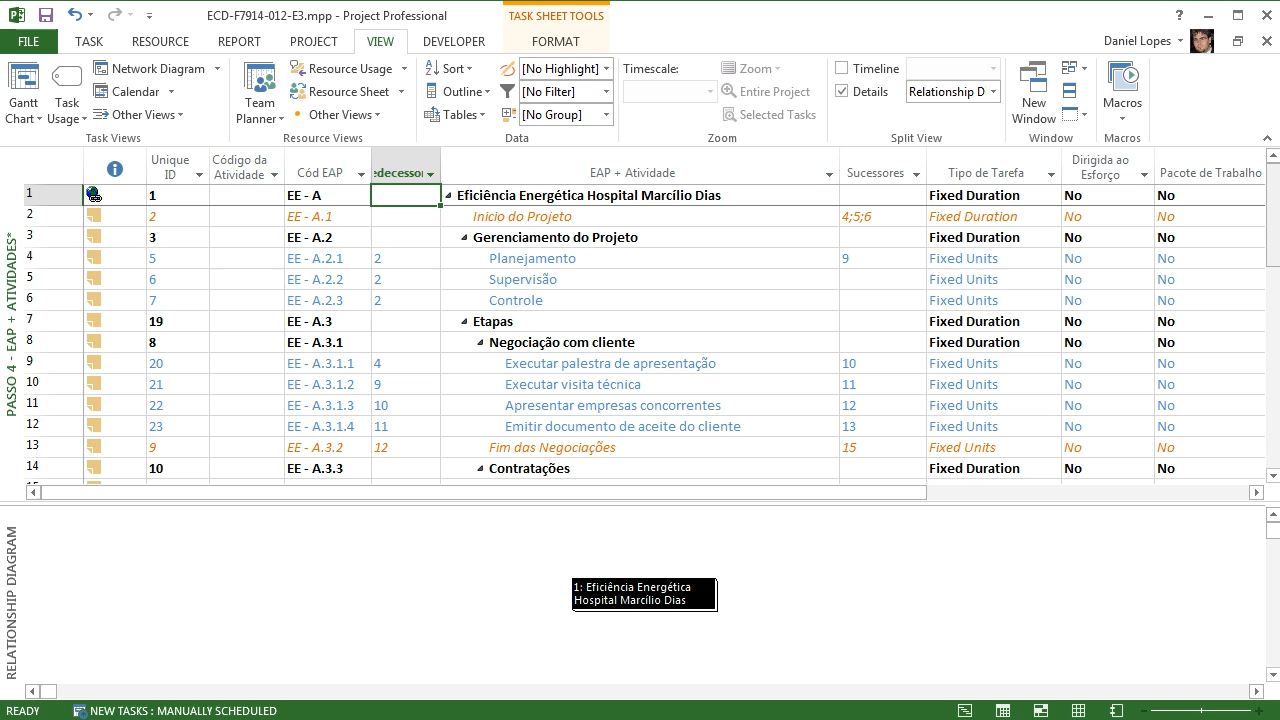 ECD-F7914-012-E3.mpp - Project Professional
TASK SHEET TOOLS
FILE TASK RESOURCE REPORT PROJECT VIEW DEVELOPER FORMAT
Daniel Lopes
Gantt Chart
Task Usage
Network Diagram
Calendar
Other Views
Task Views
Team Planner
Resource Usage
Resource Sheet
Other Views
Resource Views
Sort
Outline
Tables
[No Highlight]
[No Filter]
[No Group]
Data
Timescale:
Zoom
Entire Project
Selected Tasks
Zoom
Timeline
Details
Relationship D
Split View
New Window
Window
Macros
Macros
Unique ID Código da Atividade Cód EAP edecessor EAP + Atividade Sucessores Tipo de Tarefa Dirigida ao Esforço Pacote de Trabalho
1 1 EE - A Eficiência Energética Hospital Marcílio Dias Fixed Duration No No
2 2 EE - A.1 Inicio do Projeto 4;5;6 Fixed Duration No No
3 3 EE - A.2 Gerenciamento do Projeto Fixed Duration No No
4 5 EE - A.2.1 2 Planejamento 9 Fixed Units No No
5 6 EE - A.2.2 2 Supervisão Fixed Units No No
6 7 EE - A.2.3 2 Controle Fixed Units No No
7 19 EE - A.3 Etapas Fixed Duration No No
8 8 EE - A.3.1 Negociação com cliente Fixed Duration No No
9 20 EE - A.3.1.1 4 Executar palestra de apresentação 10 Fixed Units No No
10 21 EE - A.3.1.2 9 Executar visita técnica 11 Fixed Units No No
11 22 EE - A.3.1.3 10 Apresentar empresas concorrentes 12 Fixed Units No No
12 23 EE - A.3.1.4 11 Emitir documento de aceite do cliente 13 Fixed Units No No
13 9 EE - A.3.2 12 Fim das Negociações 15 Fixed Units No No
14 10 EE - A.3.3 Contratações Fixed Duration No No
PASSO 4 - EAP + ATIVIDADES*
RELATIONSHIP DIAGRAM
1: Eficiência Energética
Hospital Marcílio Dias
READY NEW TASKS : MANUALLY SCHEDULED